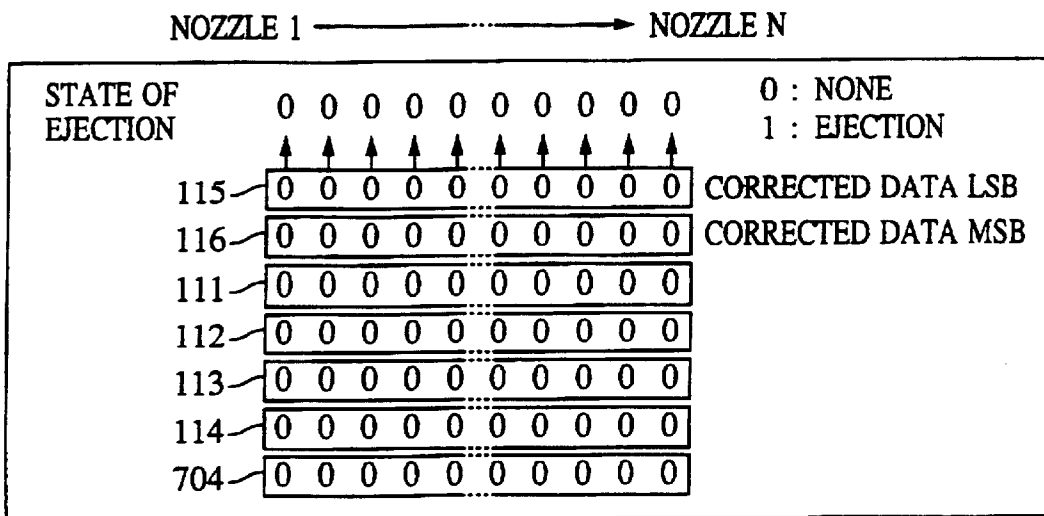 NOZZLE 1 NOZZLE N
STATE OF EJECTION
0 0 0 0 0 0 0 0 0 0
0 : NONE
1 : EJECTION
115 0 0 0 0 0 0 0 0 0 0 CORRECTED DATA LSB
116 0 0 0 0 0 0 0 0 0 0 CORRECTED DATA MSB
111 0 0 0 0 0 0 0 0 0 0
112 0 0 0 0 0 0 0 0 0 0
113 0 0 0 0 0 0 0 0 0 0
114 0 0 0 0 0 0 0 0 0 0
704 0 0 0 0 0 0 0 0 0 0